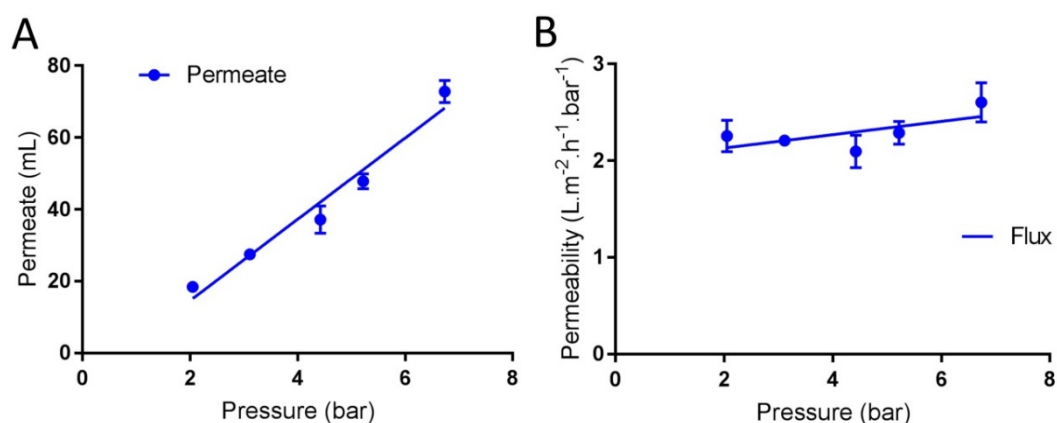 A
Permeate (mL)
80
60
40
20
0
Permeate
0 2 4 6 8
Pressure (bar)
B
Permeability (L.m⁻².h⁻¹.bar⁻¹)
3
2
1
0
Flux
0 2 4 6 8
Pressure (bar)